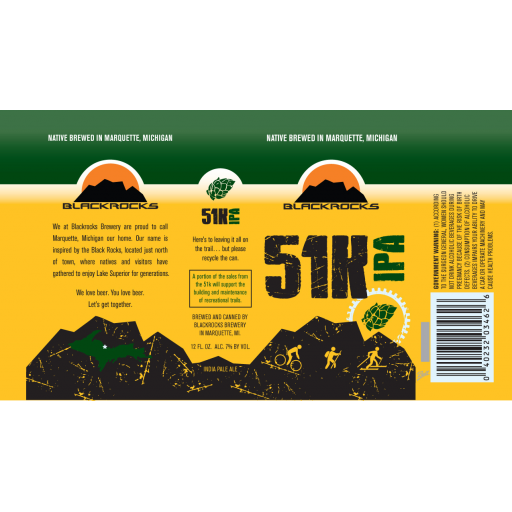 NATIVE BREWED IN MARQUETTE, MICHIGAN
BLACKROCKS
We at Blackrocks Brewery are proud to call
Marquette, Michigan our home. Our name is
inspired by the Black Rocks, located just north
of town, where natives and visitors have
gathered to enjoy Lake Superior for generations.
We love beer. You love beer.
Let's get together.
51K IPA
Here's to leaving it all on
the trail. . . but please
recycle the can.
A portion of the sales from
the 51k will support the
building and maintenance
of recreational trails.
BREWED AND CANNED BY
BLACKROCKS BREWERY
IN MARQUETTE, MI.
12 FL. OZ. ALC. 7% BY VOL.
INDIA PALE ALE
NATIVE BREWED IN MARQUETTE, MICHIGAN
BLACKROCKS
51K IPA
GOVERNMENT WARNING: (1) ACCORDING
TO THE SURGEON GENERAL, WOMEN SHOULD
NOT DRINK ALCOHOLIC BEVERAGES DURING
PREGNANCY BECAUSE OF THE RISK OF BIRTH
DEFECTS. (2) CONSUMPTION OF ALCOHOLIC
BEVERAGES IMPAIRS YOUR ABILITY TO DRIVE
A CAR OR OPERATE MACHINERY AND MAY
CAUSE HEALTH PROBLEMS.
0 40232 03462 6